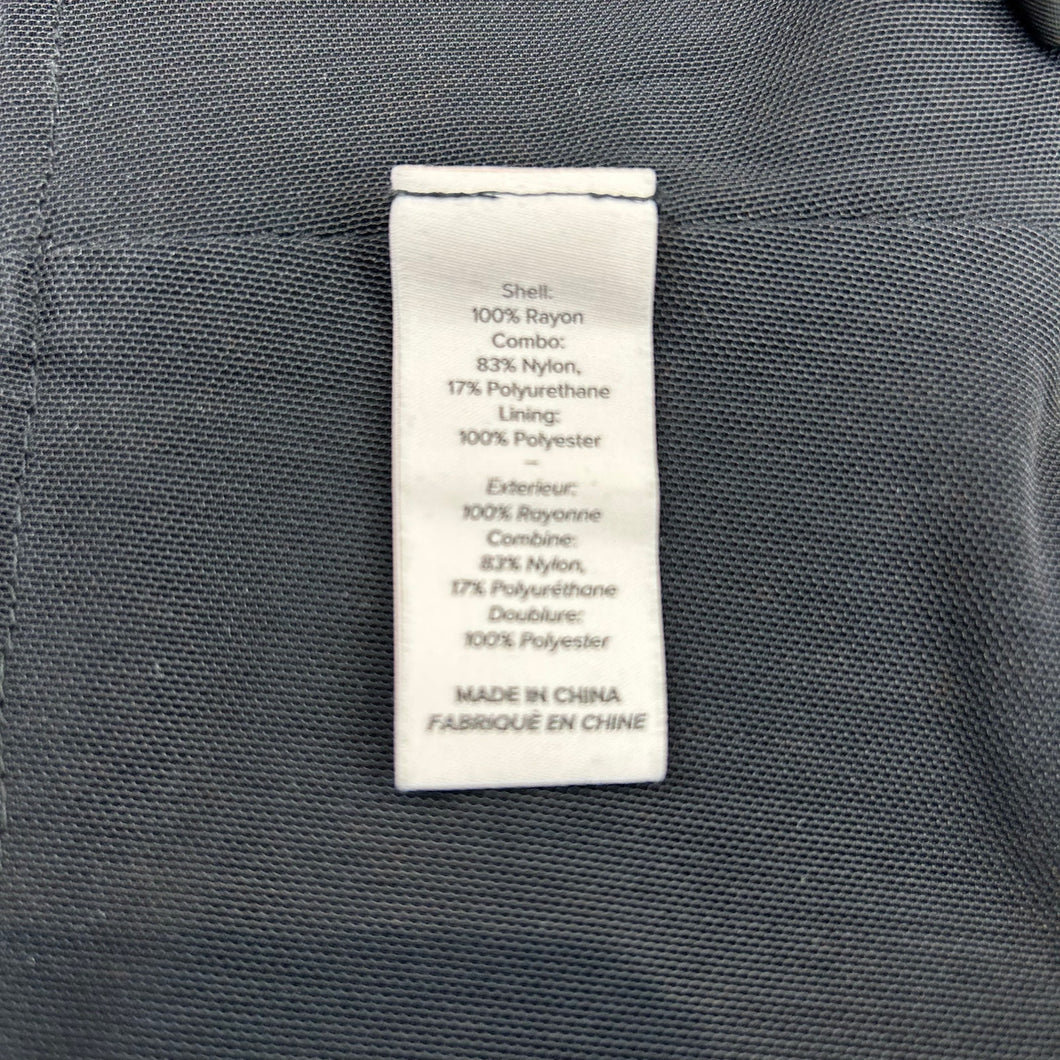 Shell:
100% Rayon
Combo:
83% Nylon,
17% Polyurethane
Lining:
100% Polyester
–
Exterieur:
100% Rayonne
Combine:
83% Nylon,
17% Polyuréthane
Doublure:
100% Polyester
MADE IN CHINA
FABRIQUÉ EN CHINE